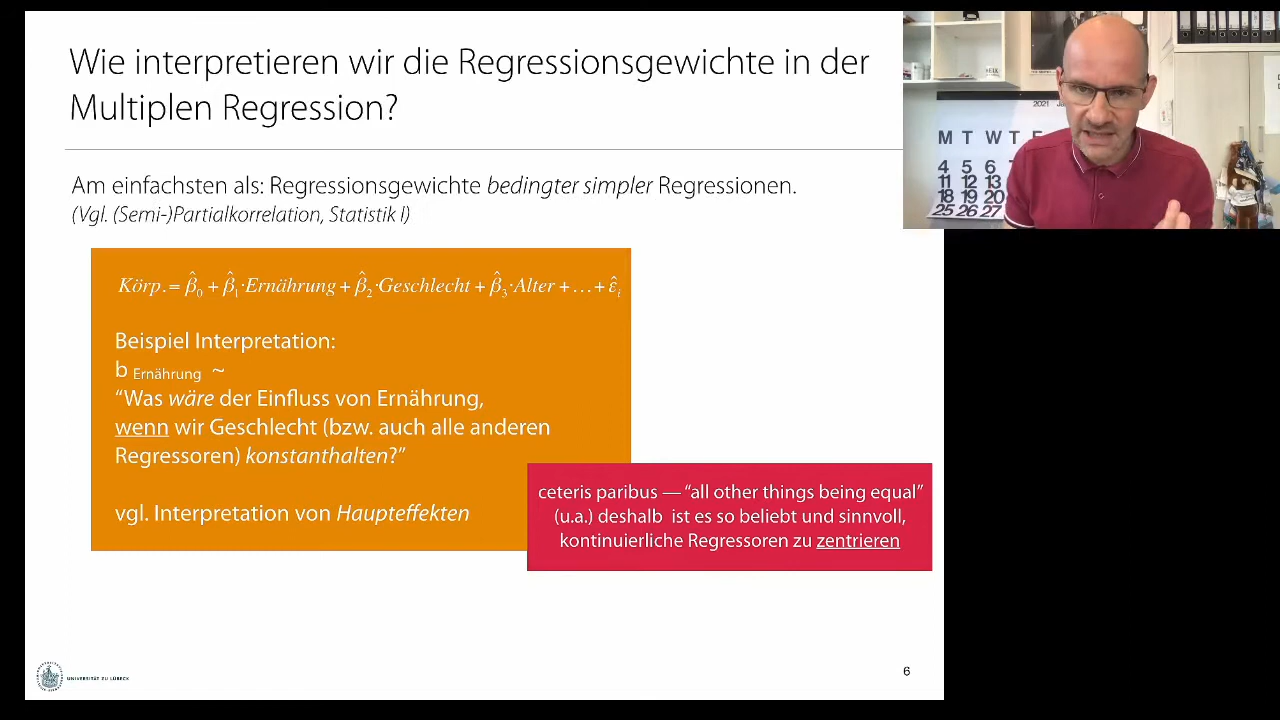 Wie interpretieren wir die Regressionsgewichte in der
Multiplen Regression?
Am einfachsten als: Regressionsgewichte bedingter simpler Regressionen.
(Vgl. (Semi-)Partialkorrelation, Statistik I)
Körp.= β̂0 + β̂1·Ernährung + β̂2·Geschlecht + β̂3·Alter + … + ε̂i
Beispiel Interpretation:
b Ernährung ~
“Was wäre der Einfluss von Ernährung,
wenn wir Geschlecht (bzw. auch alle anderen
Regressoren) konstanthalten?”
vgl. Interpretation von Haupteffekten
ceteris paribus — “all other things being equal”
(u.a.) deshalb ist es so beliebt und sinnvoll,
kontinuierliche Regressoren zu zentrieren
UNIVERSITÄT ZU LÜBECK
6
2021
M T W T F
4 5 6
11 12 13
18 19 20
25 26 27